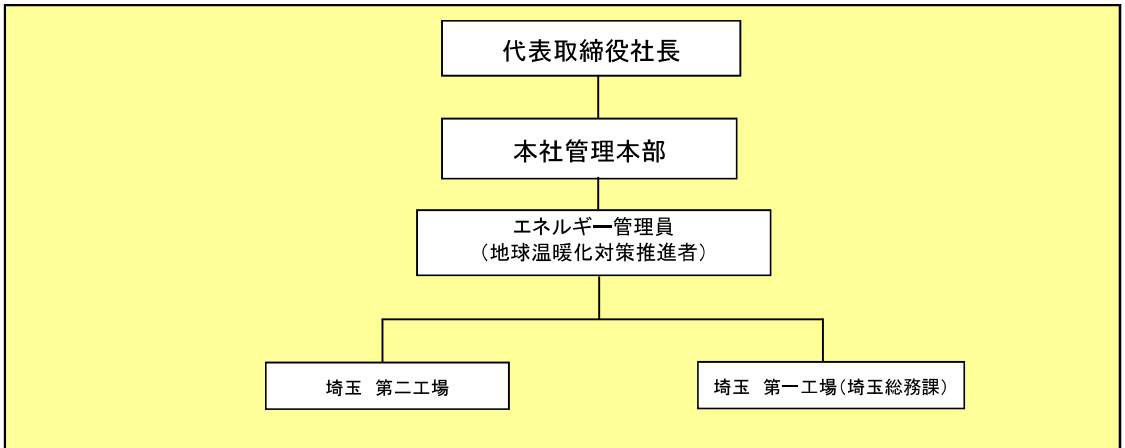 代表取締役社長
本社管理本部
エネルギー管理員
（地球温暖化対策推進者）
埼玉　第二工場
埼玉　第一工場（埼玉総務課）